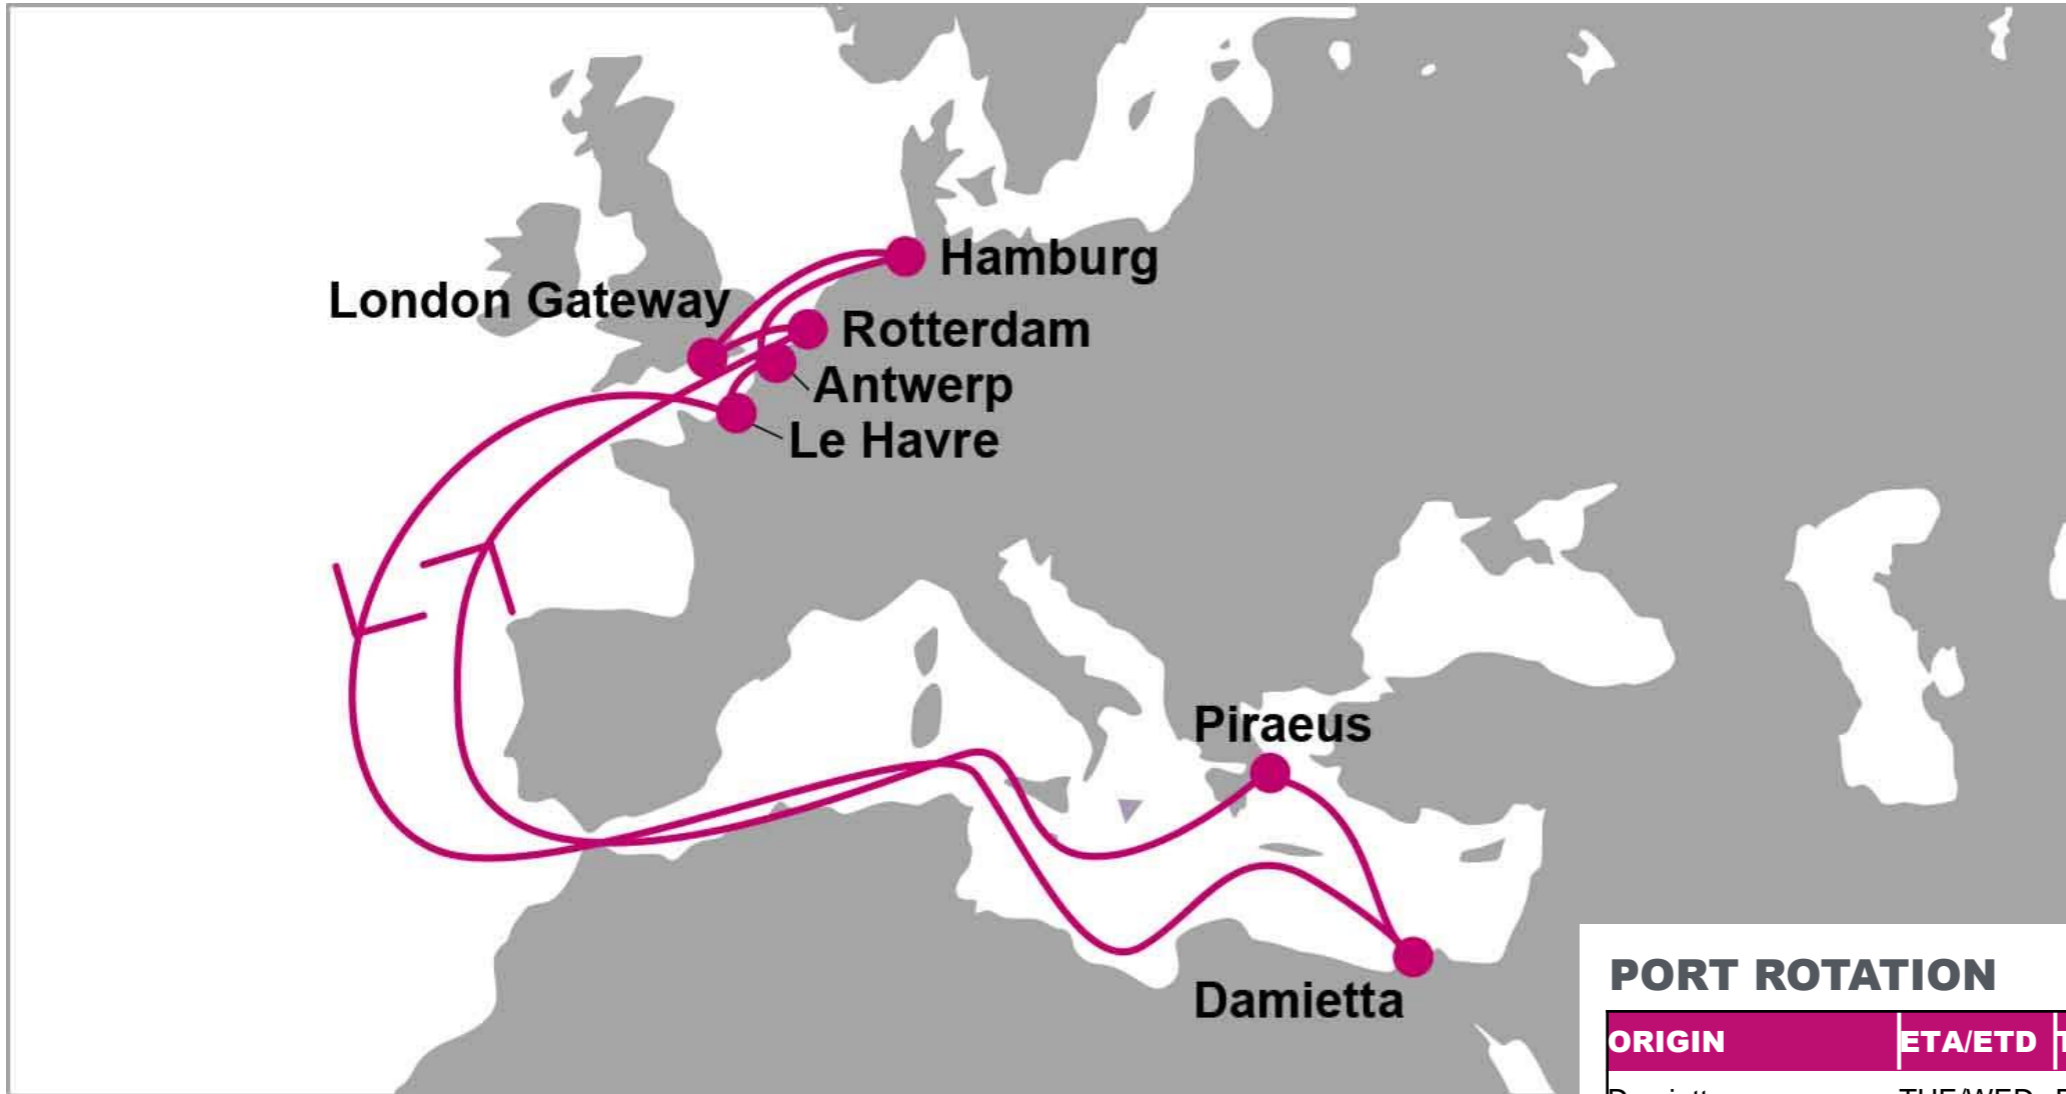 Hamburg
London Gateway
Rotterdam
Antwerp
Le Havre
Piraeus
Damietta
PORT ROTATION
ORIGIN ETA/ETD